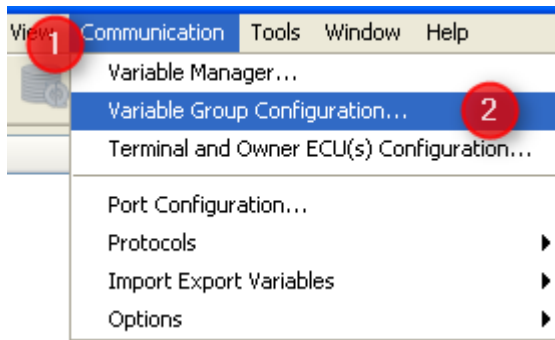 View Communication Tools Window Help
1
Variable Manager...
Variable Group Configuration...
2
Terminal and Owner ECU(s) Configuration...
Port Configuration...
Protocols
Import Export Variables
Options